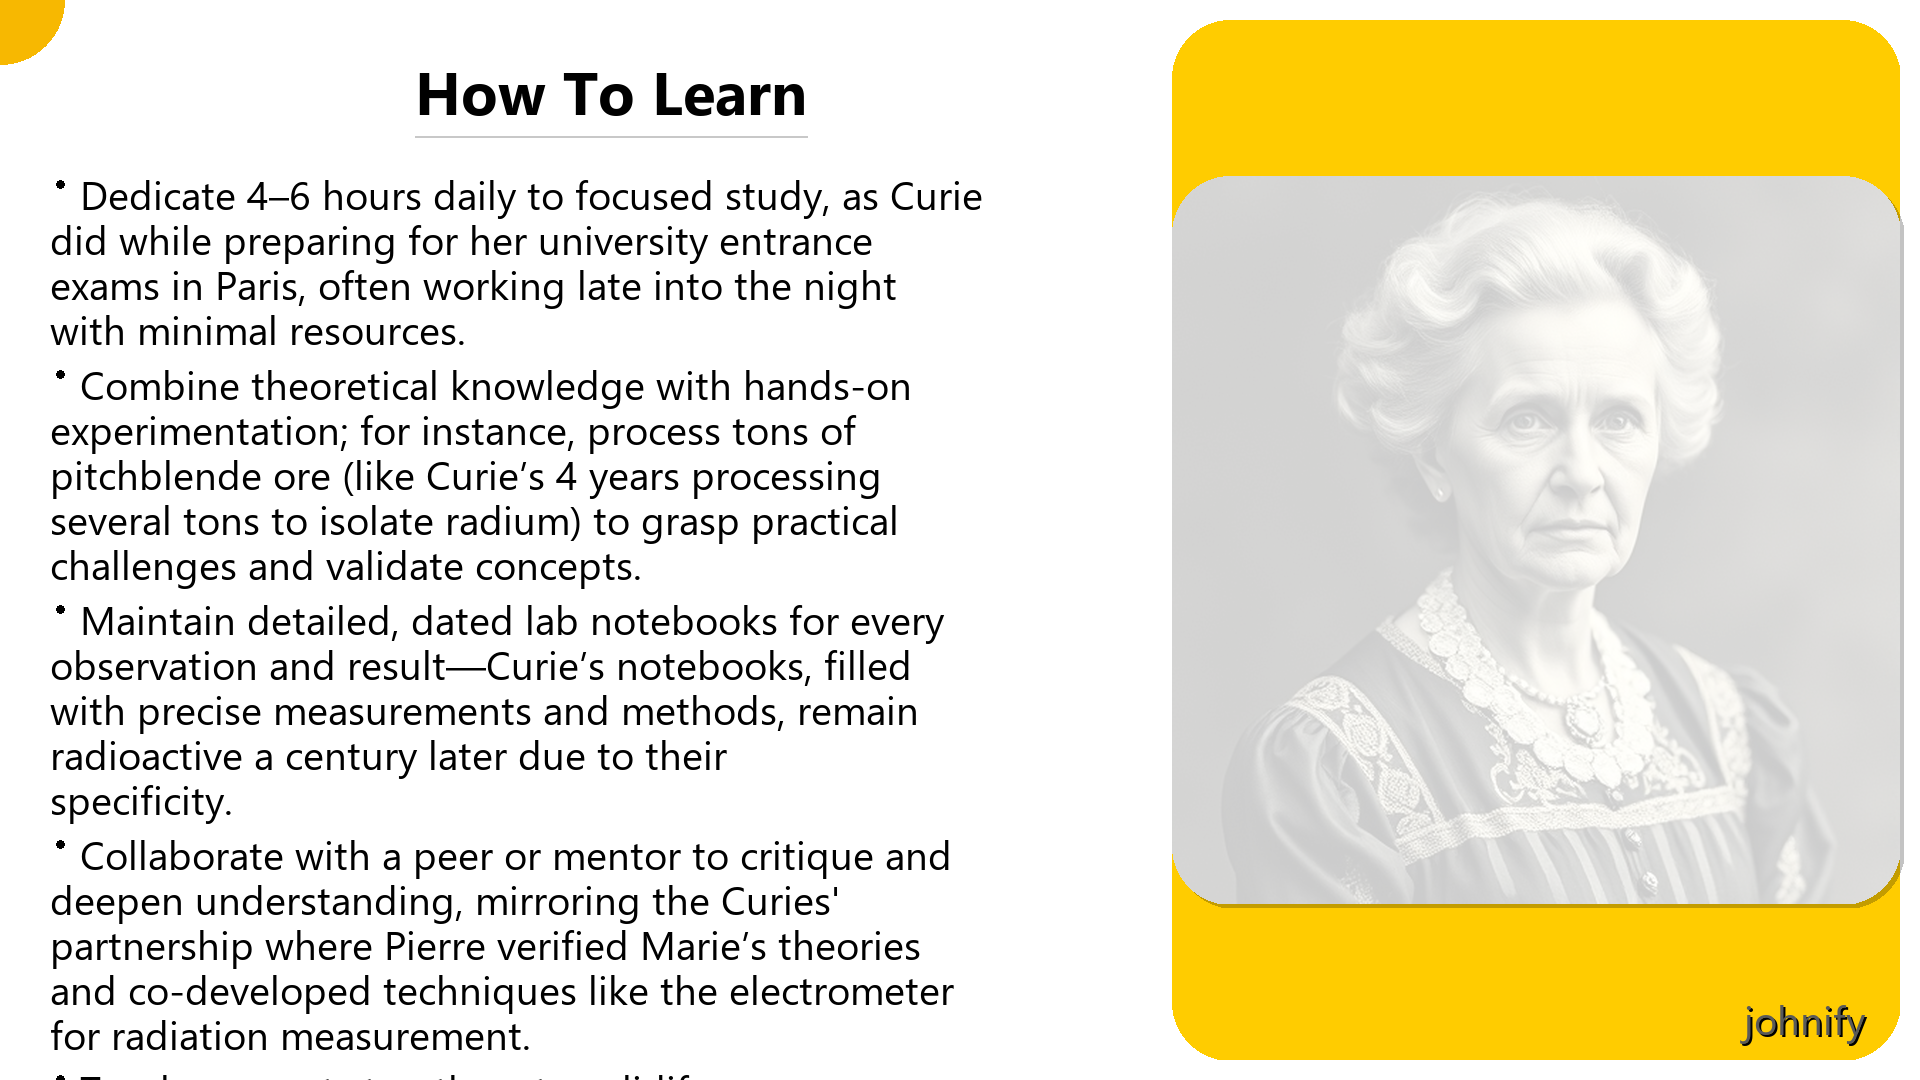 How To Learn
• Dedicate 4–6 hours daily to focused study, as Curie
did while preparing for her university entrance
exams in Paris, often working late into the night
with minimal resources.
• Combine theoretical knowledge with hands-on
experimentation; for instance, process tons of
pitchblende ore (like Curie’s 4 years processing
several tons to isolate radium) to grasp practical
challenges and validate concepts.
• Maintain detailed, dated lab notebooks for every
observation and result—Curie’s notebooks, filled
with precise measurements and methods, remain
radioactive a century later due to their
specificity.
• Collaborate with a peer or mentor to critique and
deepen understanding, mirroring the Curies'
partnership where Pierre verified Marie’s theories
and co-developed techniques like the electrometer
for radiation measurement.
johnify